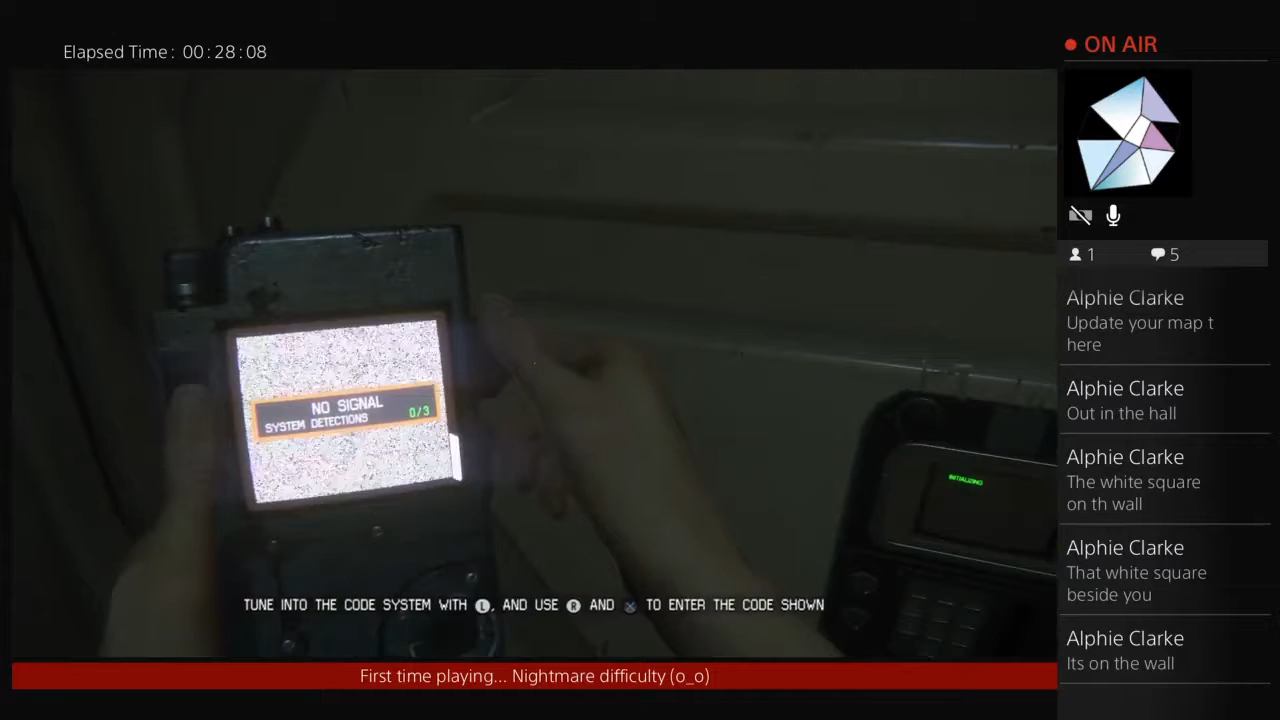 Elapsed Time: 00:28:08
ON AIR
1 5
Alphie Clarke
Update your map t
here
Alphie Clarke
Out in the hall
Alphie Clarke
The white square
on th wall
Alphie Clarke
That white square
beside you
Alphie Clarke
Its on the wall
NO SIGNAL
SYSTEM DETECTIONS 0/3
INITIALIZING
TUNE INTO THE CODE SYSTEM WITH L, AND USE R AND X TO ENTER THE CODE SHOWN
First time playing... Nightmare difficulty (o_o)